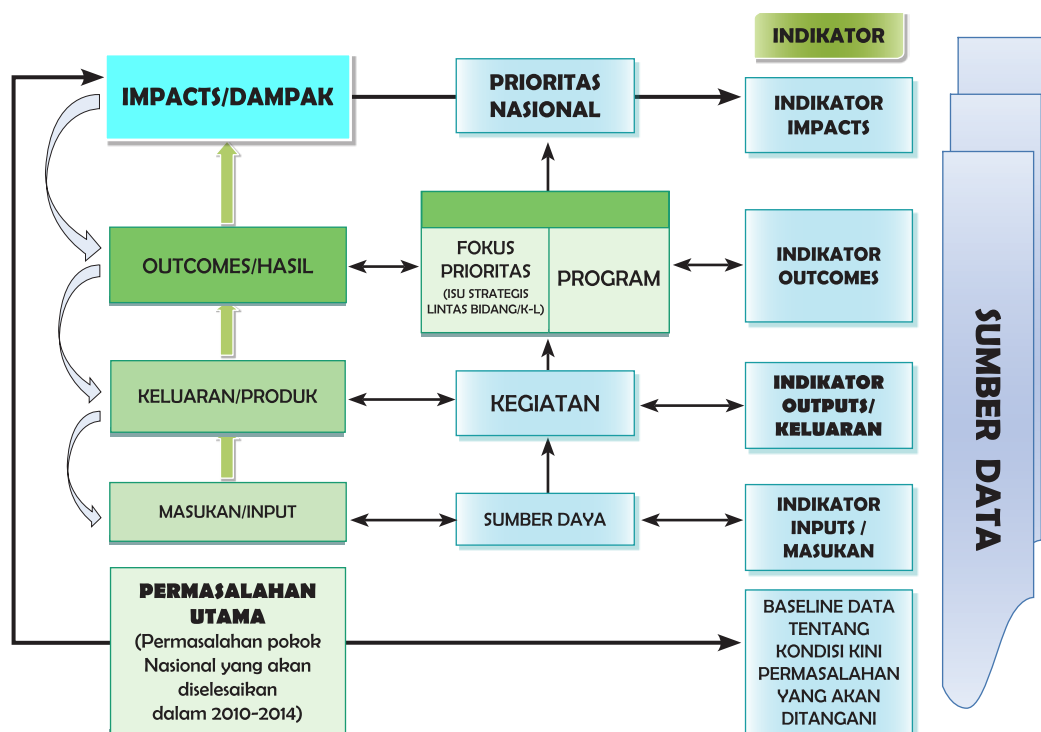 INDIKATOR
IMPACTS/DAMPAK
PRIORITAS
NASIONAL
INDIKATOR
IMPACTS
OUTCOMES/HASIL
FOKUS
PRIORITAS
(ISU STRATEGIS
LINTAS BIDANG/K-L)
PROGRAM
INDIKATOR
OUTCOMES
KELUARAN/PRODUK
KEGIATAN
INDIKATOR
OUTPUTS/
KELUARAN
MASUKAN/INPUT
SUMBER DAYA
INDIKATOR
INPUTS /
MASUKAN
PERMASALAHAN
UTAMA
(Permasalahan pokok
Nasional yang akan
diselesaikan
dalam 2010-2014)
BASELINE DATA
TENTANG
KONDISI KINI
PERMASALAHAN
YANG AKAN
DITANGANI
SUMBER DATA